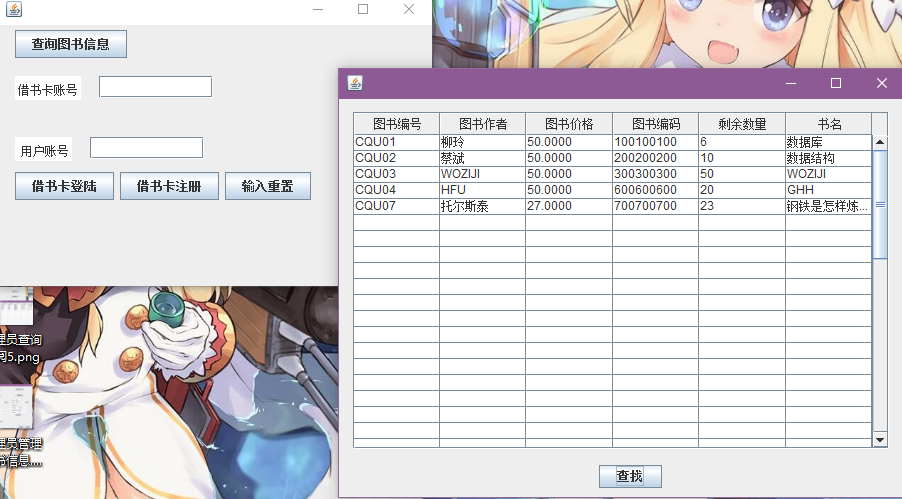 查询图书信息
借书卡账号
用户账号
借书卡登陆 借书卡注册 输入重置
图书编号 图书作者 图书价格 图书编码 剩余数量 书名
CQU01 柳玲 50.0000 100100100 6 数据库
CQU02 蔡斌 50.0000 200200200 10 数据结构
CQU03 WOZIJI 50.0000 300300300 50 WOZIJI
CQU04 HFU 50.0000 600600600 20 GHH
CQU07 托尔斯泰 27.0000 700700700 23 钢铁是怎样炼...
查找
理员查询
5.png
理员管理
信息....